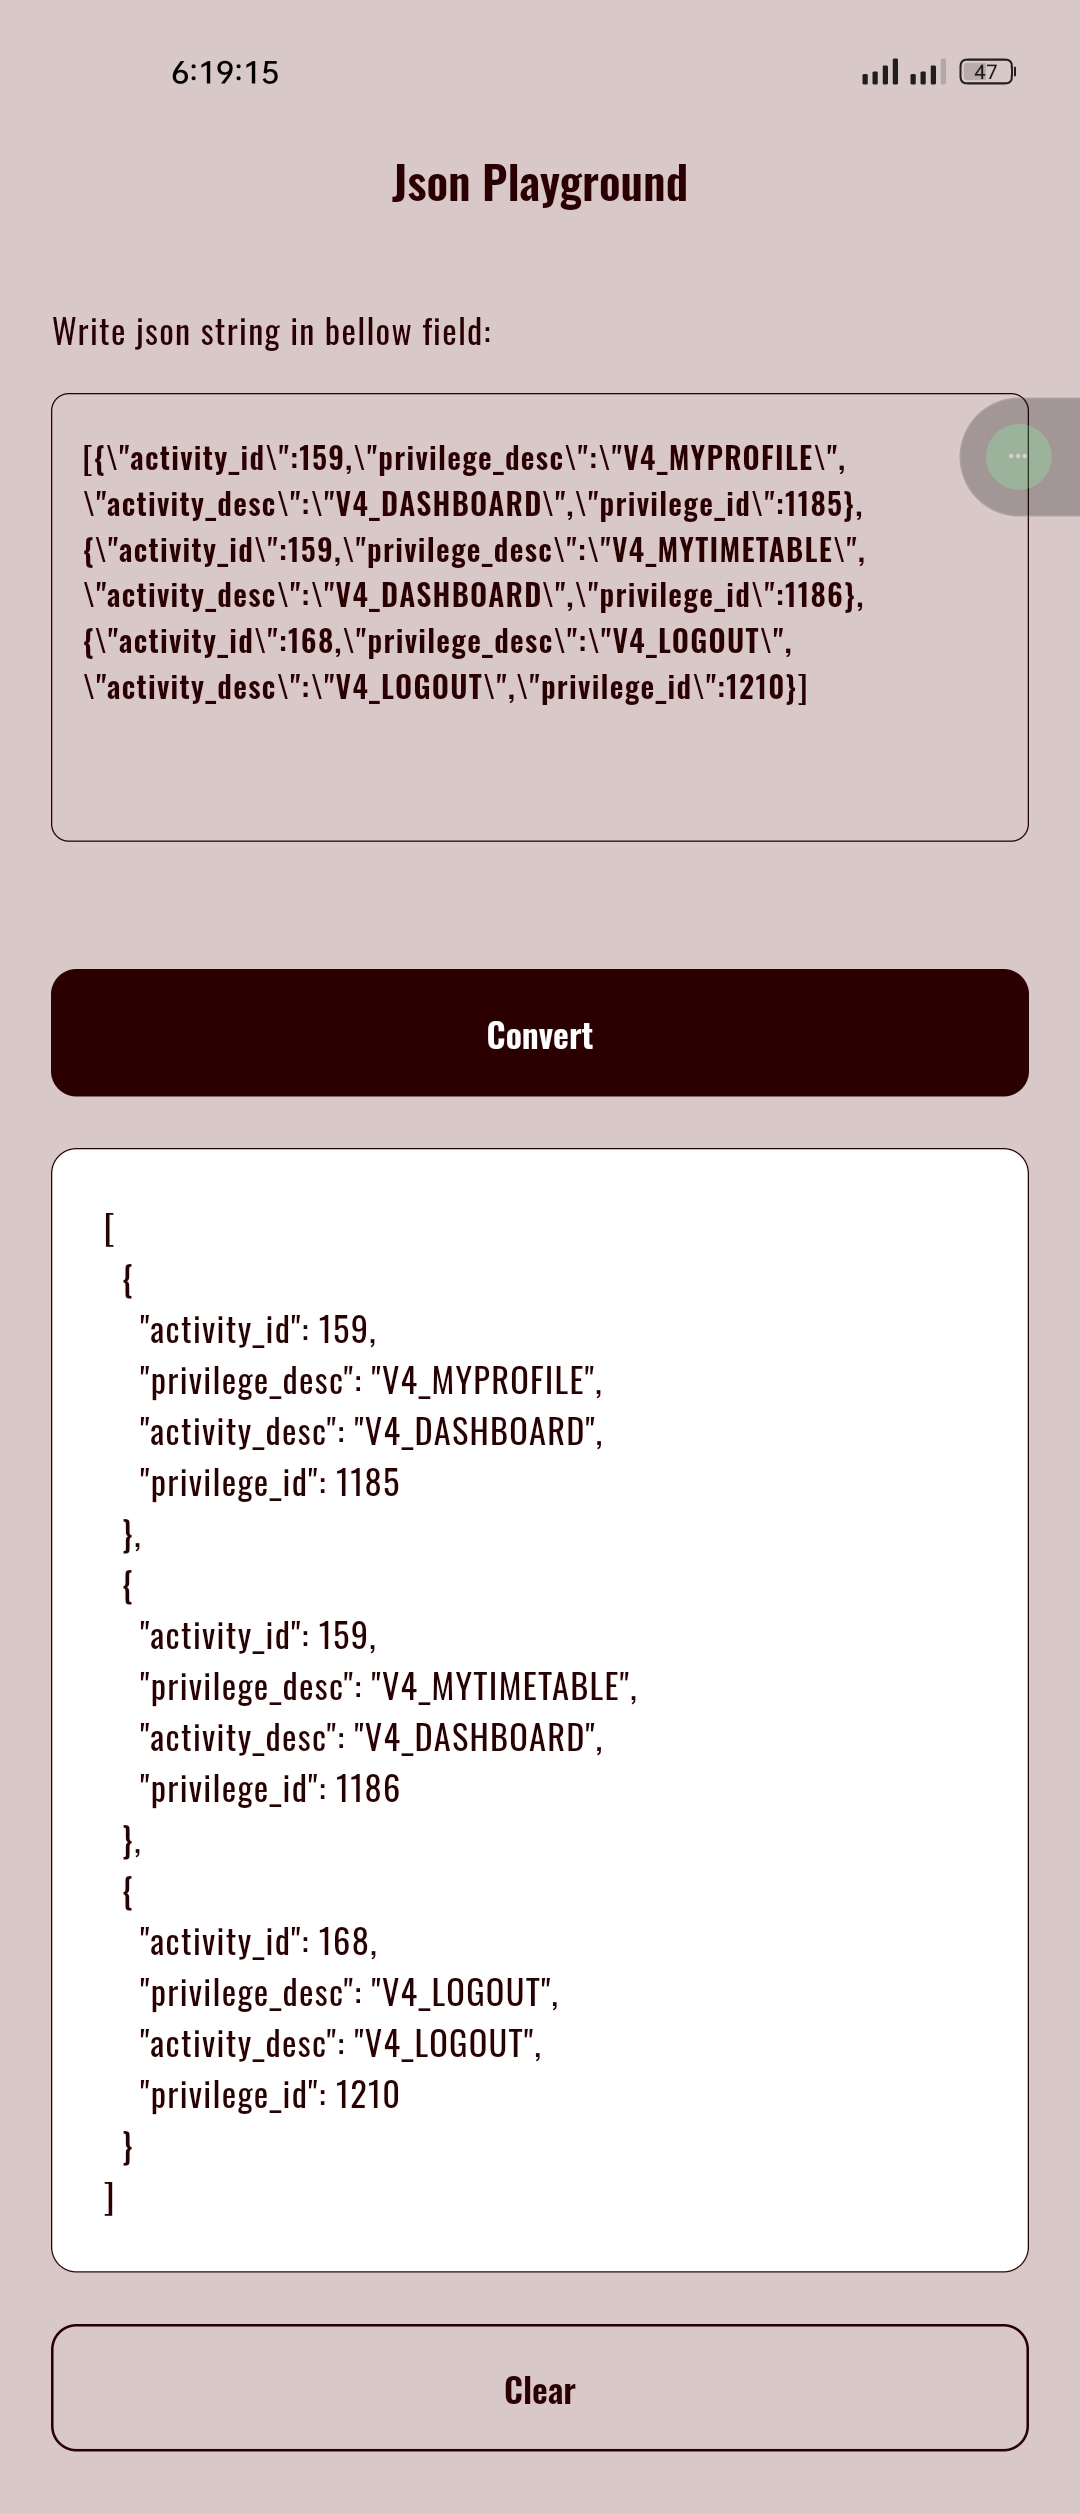 6:19:15
47
Json Playground
Write json string in bellow field:
[{\"activity_id\":159,\"privilege_desc\":\"V4_MYPROFILE\",
\"activity_desc\":\"V4_DASHBOARD\",\"privilege_id\":1185},
{\"activity_id\":159,\"privilege_desc\":\"V4_MYTIMETABLE\",
\"activity_desc\":\"V4_DASHBOARD\",\"privilege_id\":1186},
{\"activity_id\":168,\"privilege_desc\":\"V4_LOGOUT\",
\"activity_desc\":\"V4_LOGOUT\",\"privilege_id\":1210}]
Convert
[
{
"activity_id": 159,
"privilege_desc": "V4_MYPROFILE",
"activity_desc": "V4_DASHBOARD",
"privilege_id": 1185
},
{
"activity_id": 159,
"privilege_desc": "V4_MYTIMETABLE",
"activity_desc": "V4_DASHBOARD",
"privilege_id": 1186
},
{
"activity_id": 168,
"privilege_desc": "V4_LOGOUT",
"activity_desc": "V4_LOGOUT",
"privilege_id": 1210
}
]
Clear